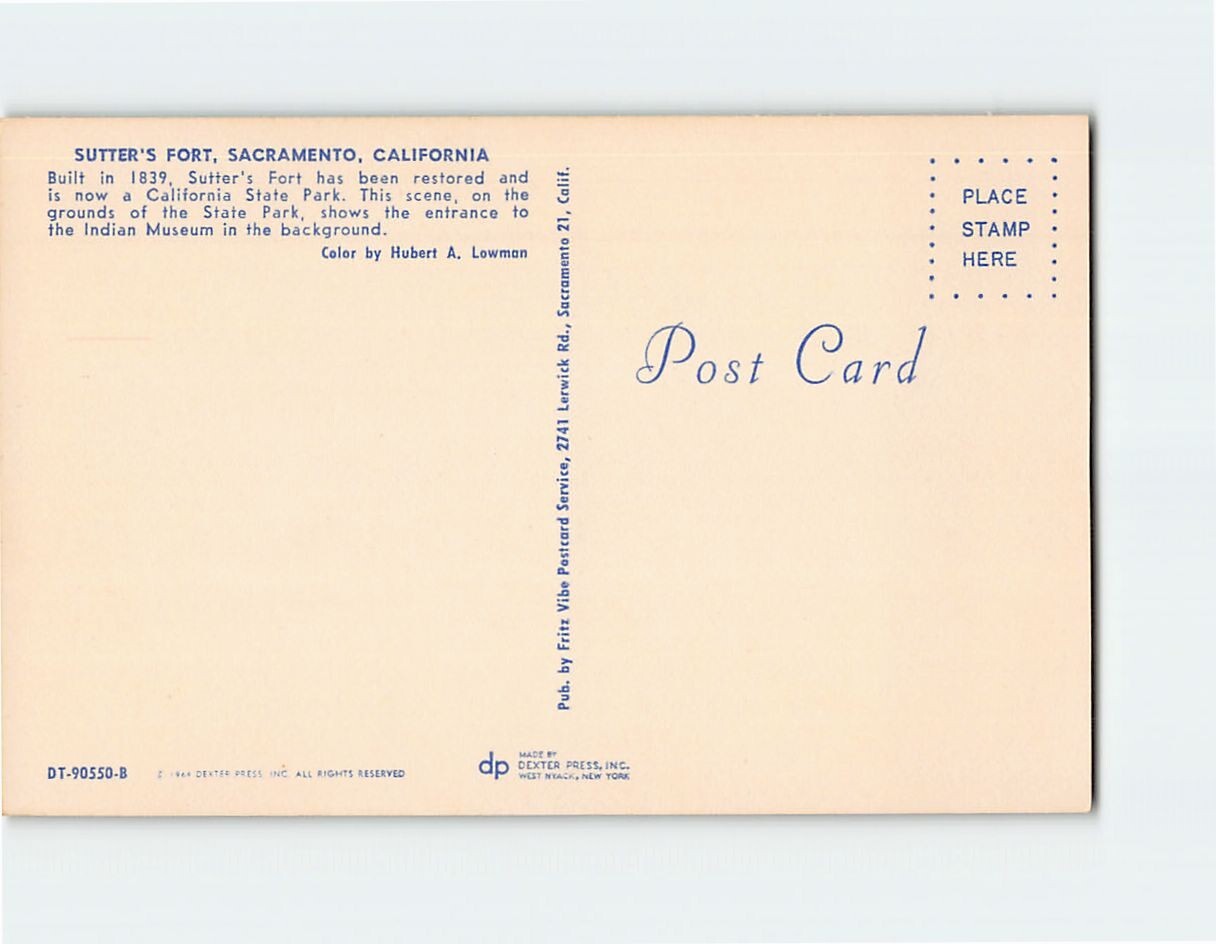 SUTTER'S FORT, SACRAMENTO, CALIFORNIA
Built in 1839, Sutter's Fort has been restored and
is now a California State Park. This scene, on the
grounds of the State Park, shows the entrance to
the Indian Museum in the background.
Color by Hubert A. Lowman
Pub. by Fritz Vibe Postcard Service, 2741 Lerwick Rd., Sacramento 21, Calif.
PLACE
STAMP
HERE
Post Card
DT-90550-B
DEXTER PRESS, INC. ALL RIGHTS RESERVED
dp
MADE BY
DEXTER PRESS, INC.
WEST NYACK, NEW YORK